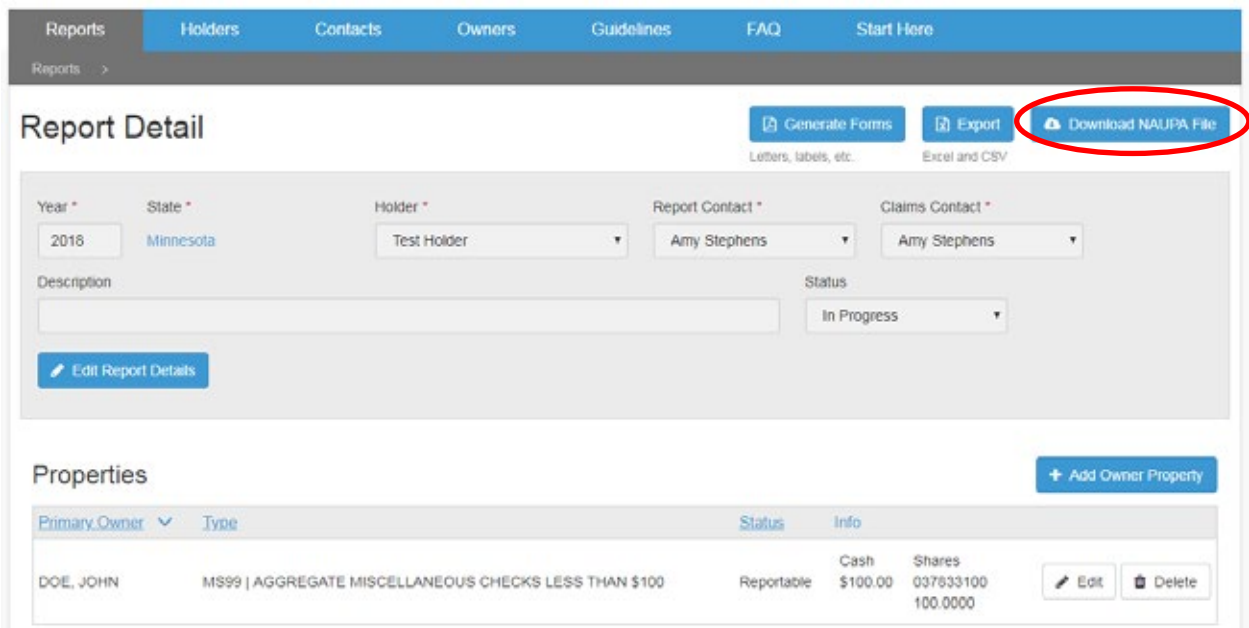 Reports Holders Contacts Owners Guidelines FAQ Start Here
Reports >
Report Detail
Generate Forms Export Download NAUPA File
Letters, labels, etc. Excel and CSV
Year * State * Holder * Report Contact * Claims Contact *
2018 Minnesota Test Holder Amy Stephens Amy Stephens
Description Status
In Progress
Edit Report Details
Properties
+ Add Owner Property
Primary Owner Type Status Info
DOE, JOHN MS99 | AGGREGATE MISCELLANEOUS CHECKS LESS THAN $100 Reportable Cash $100.00 Shares 037833100 100.0000 Edit Delete